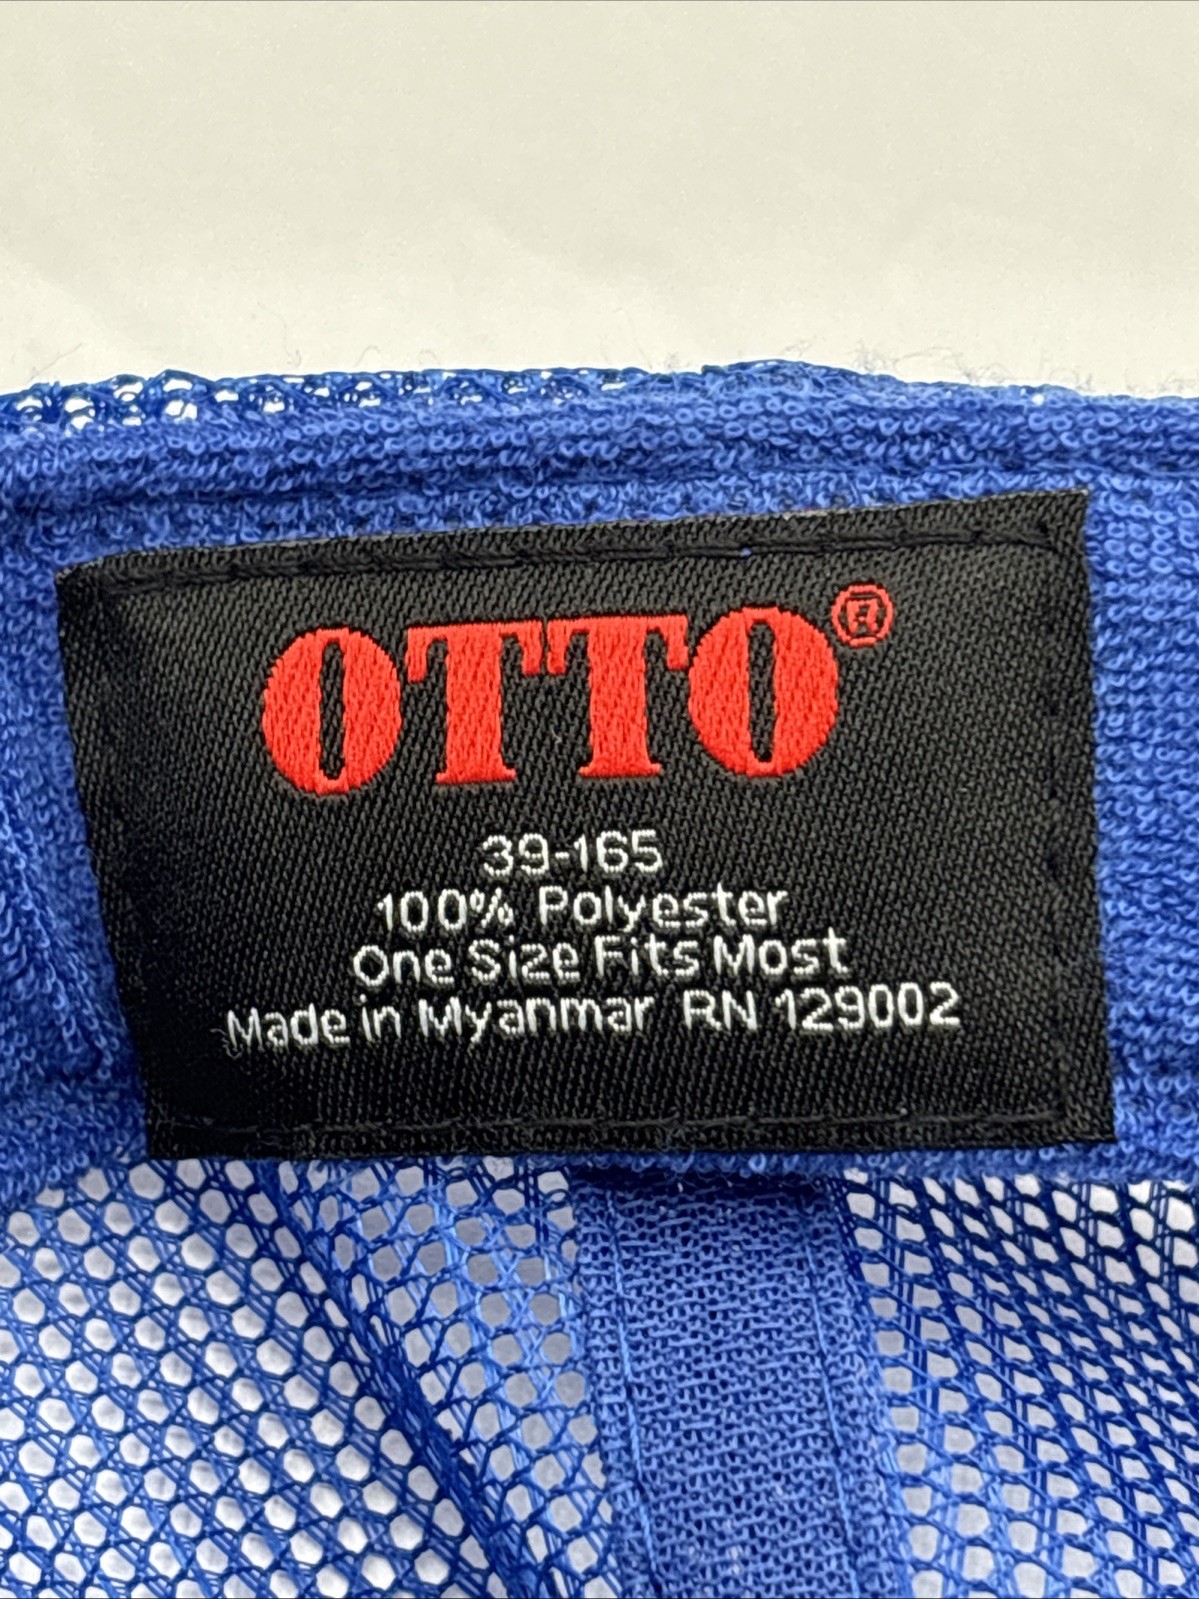 OTTO®
39-165
100% Polyester
One Size Fits Most
Made in Myanmar RN 129002